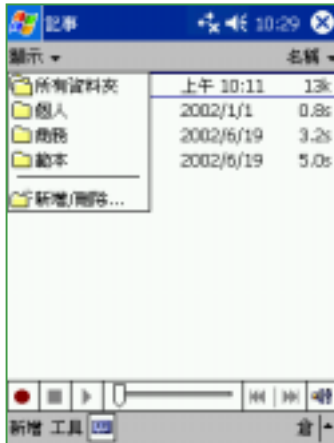 記事 10:29
顯示 名稱
所有資料夾 上午 10:11 13k
個人 2002/1/1 0.8s
商務 2002/6/19 3.2s
範本 2002/6/19 5.0s
新增/刪除...
新增 工具